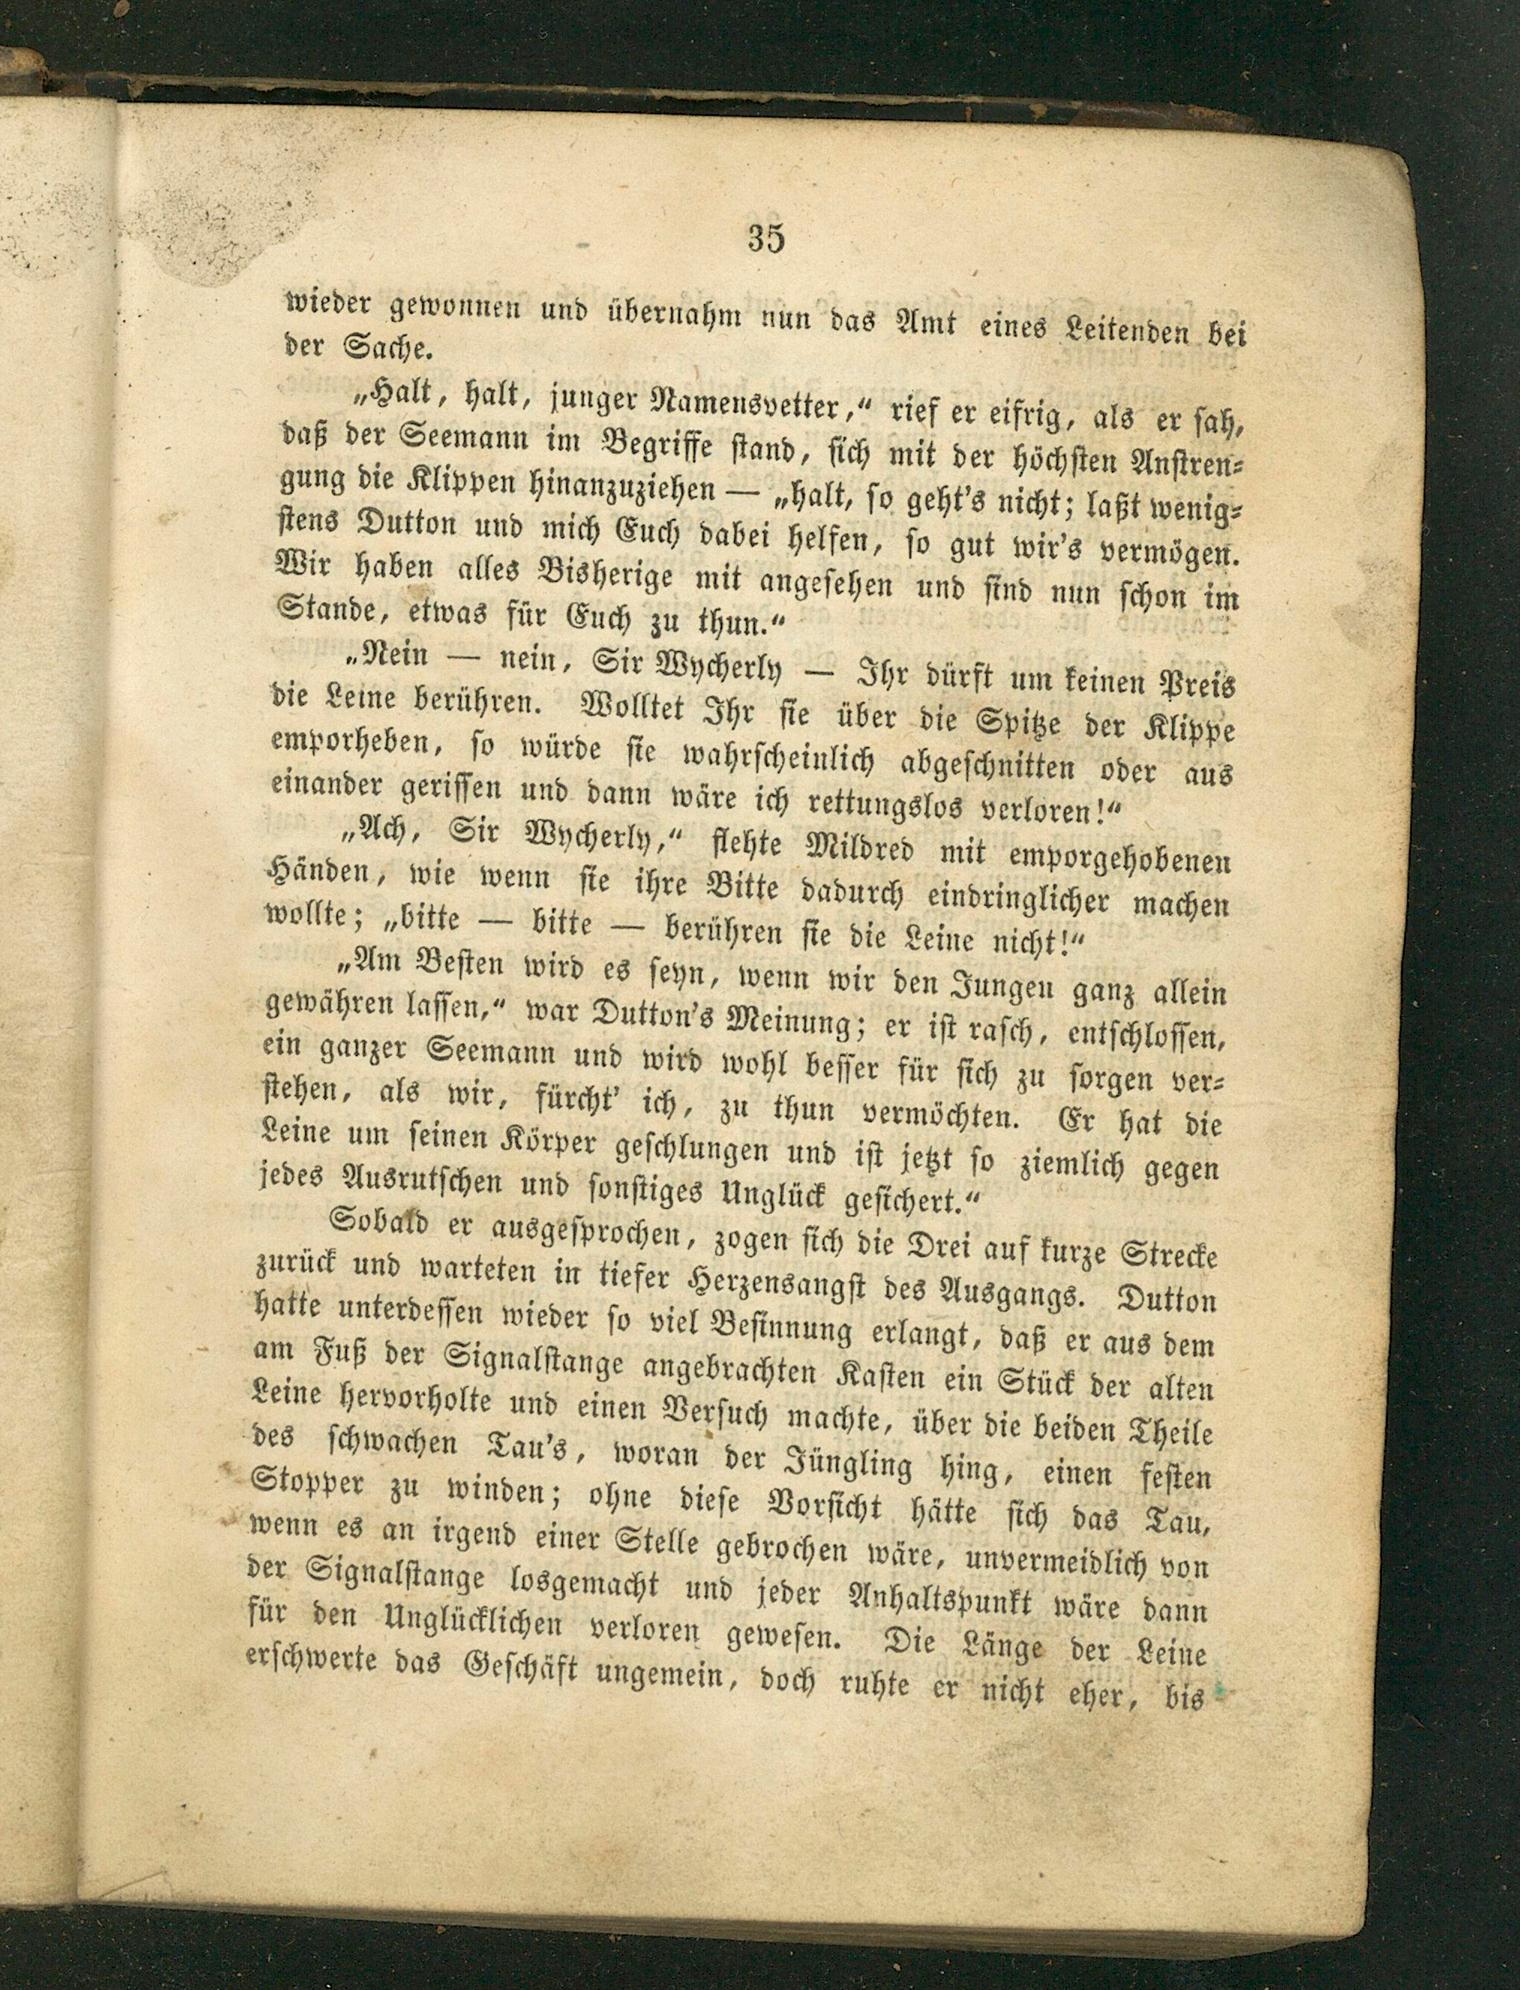 35
wieder gewonnen und übernahm nun das Amt eines Leitenden bei
der Sache.
„Halt, halt, junger Namensvetter,“ rief er eifrig, als er sah,
daß der Seemann im Begriffe stand, sich mit der höchsten Anstren-
gung die Klippen hinanzuziehen — „halt, so geht's nicht; laßt wenig-
stens Dutton und mich Euch dabei helfen, so gut wir's vermögen.
Wir haben alles Bisherige mit angesehen und sind nun schon im
Stande, etwas für Euch zu thun.“
„Nein — nein, Sir Wycherly — Ihr dürft um keinen Preis
die Leine berühren. Wolltet Ihr sie über die Spitze der Klippe
emporheben, so würde sie wahrscheinlich abgeschnitten oder aus
einander gerissen und dann wäre ich rettungslos verloren!“
„Ach, Sir Wycherly,“ flehte Mildred mit emporgehobenen
Händen, wie wenn sie ihre Bitte dadurch eindringlicher machen
wollte; „bitte — bitte — berühren sie die Leine nicht!“
„Am Besten wird es seyn, wenn wir den Jungen ganz allein
gewähren lassen,“ war Dutton's Meinung; er ist rasch, entschlossen,
ein ganzer Seemann und wird wohl besser für sich zu sorgen ver-
stehen, als wir, fürcht' ich, zu thun vermöchten. Er hat die
Leine um seinen Körper geschlungen und ist jetzt so ziemlich gegen
jedes Ausrutschen und sonstiges Unglück gesichert.“
Sobald er ausgesprochen, zogen sich die Drei auf kurze Strecke
zurück und warteten in tiefer Herzensangst des Ausgangs. Dutton
hatte unterdessen wieder so viel Besinnung erlangt, daß er aus dem
am Fuß der Signalstange angebrachten Kasten ein Stück der alten
Leine hervorholte und einen Versuch machte, über die beiden Theile
des schwachen Tau's, woran der Jüngling hing, einen festen
Stopper zu winden; ohne diese Vorsicht hätte sich das Tau,
wenn es an irgend einer Stelle gebrochen wäre, unvermeidlich von
der Signalstange losgemacht und jeder Anhaltspunkt wäre dann
für den Unglücklichen verloren gewesen. Die Länge der Leine
erschwerte das Geschäft ungemein, doch ruhte er nicht eher, bis